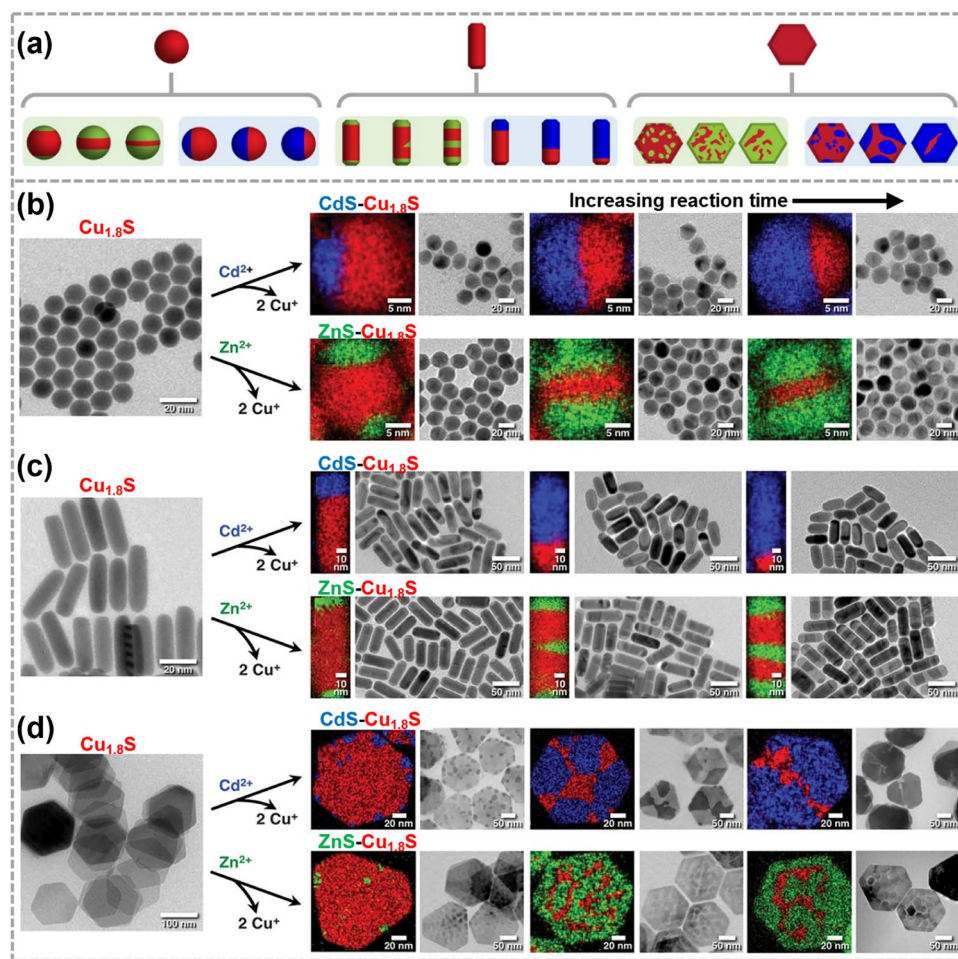 (a)
(b)
CdS-Cu₁.₈S
Increasing reaction time
Cu₁.₈S
Cd²⁺
2 Cu⁺
5 nm
20 nm
5 nm
20 nm
5 nm
20 nm
ZnS-Cu₁.₈S
Zn²⁺
2 Cu⁺
20 nm
5 nm
20 nm
5 nm
20 nm
5 nm
20 nm
(c)
CdS-Cu₁.₈S
Cu₁.₈S
Cd²⁺
2 Cu⁺
10 nm
50 nm
10 nm
50 nm
10 nm
50 nm
ZnS-Cu₁.₈S
Zn²⁺
2 Cu⁺
20 nm
10 nm
50 nm
10 nm
50 nm
10 nm
50 nm
(d)
CdS-Cu₁.₈S
Cu₁.₈S
Cd²⁺
2 Cu⁺
20 nm
50 nm
20 nm
50 nm
20 nm
50 nm
ZnS-Cu₁.₈S
Zn²⁺
2 Cu⁺
100 nm
20 nm
50 nm
20 nm
50 nm
20 nm
50 nm